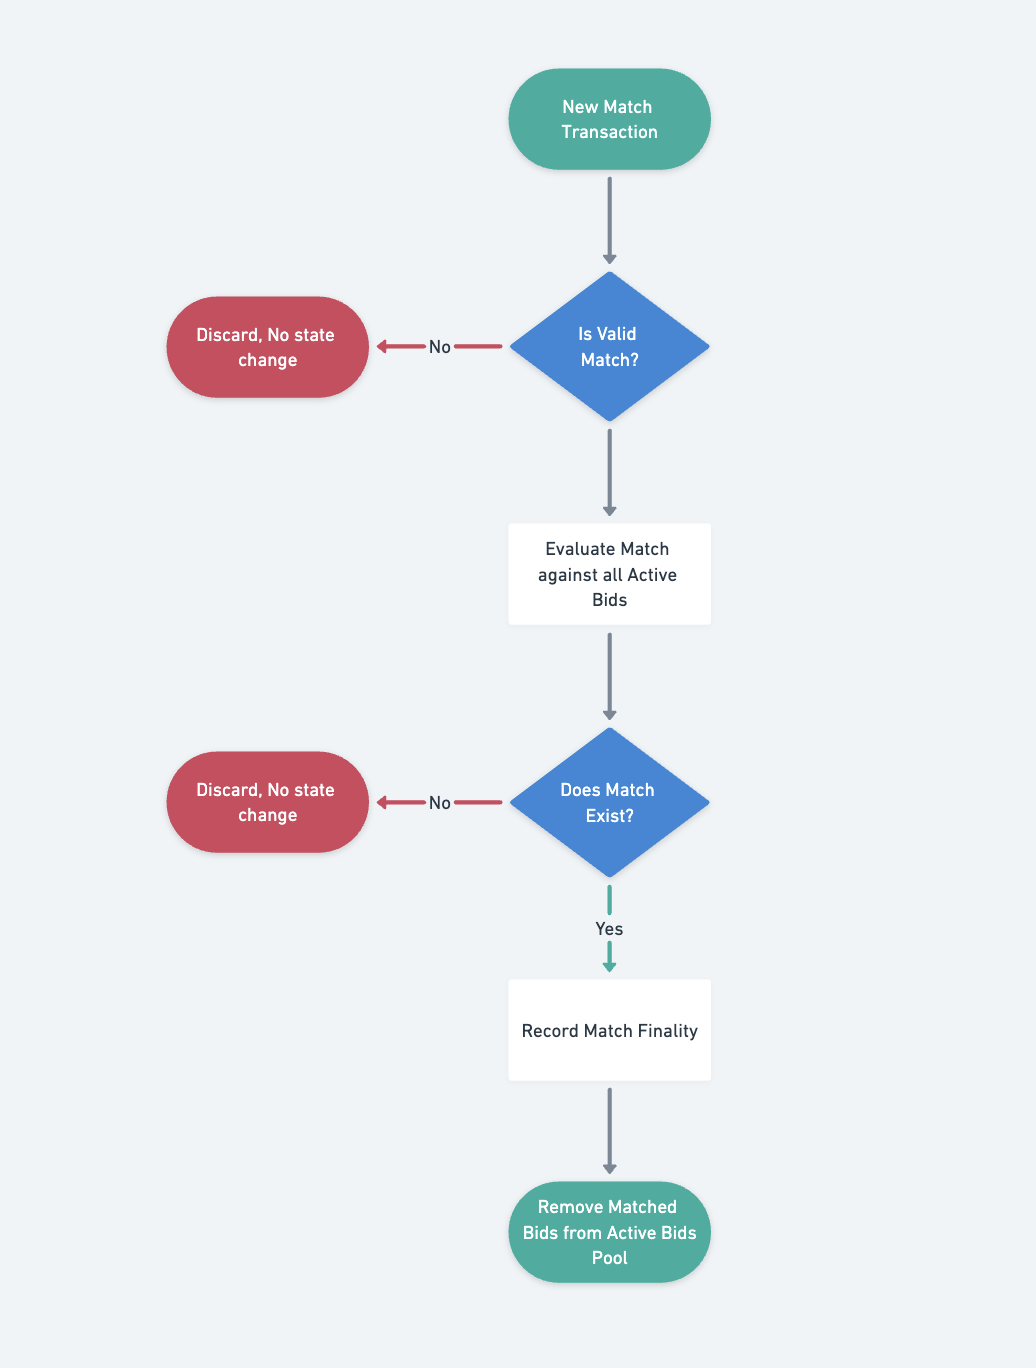 New Match
Transaction
Is Valid
Match?
No
Discard, No state
change
Evaluate Match
against all Active
Bids
Does Match
Exist?
No
Discard, No state
change
Yes
Record Match Finality
Remove Matched
Bids from Active Bids
Pool